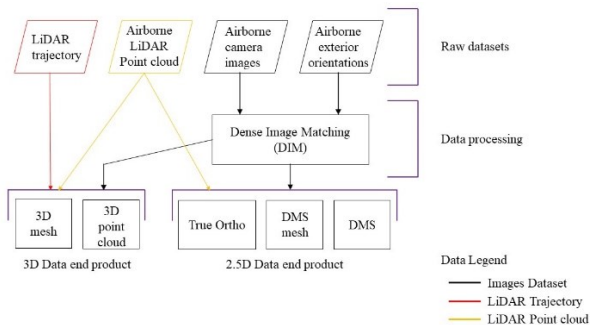 LiDAR
trajectory
Airborne
LiDAR
Point cloud
Airborne
camera
images
Airborne
exterior
orientations
Raw datasets
Dense Image Matching
(DIM)
Data processing
3D
mesh
3D
point
cloud
True Ortho
DMS
mesh
DMS
3D Data end product
2.5D Data end product
Data Legend
Images Dataset
LiDAR Trajectory
LiDAR Point cloud